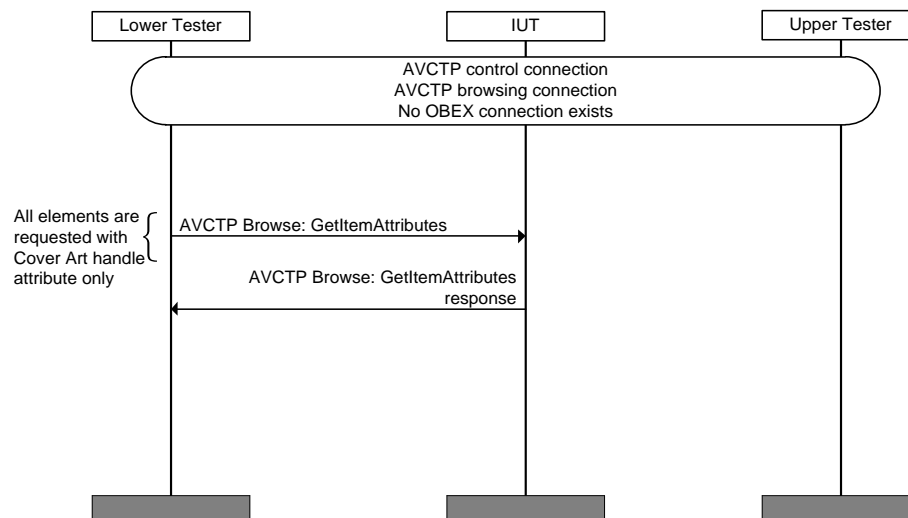 Lower Tester
IUT
Upper Tester
AVCTP control connection
AVCTP browsing connection
No OBEX connection exists
All elements are
requested with
Cover Art handle
attribute only
AVCTP Browse: GetItemAttributes
AVCTP Browse: GetItemAttributes
response